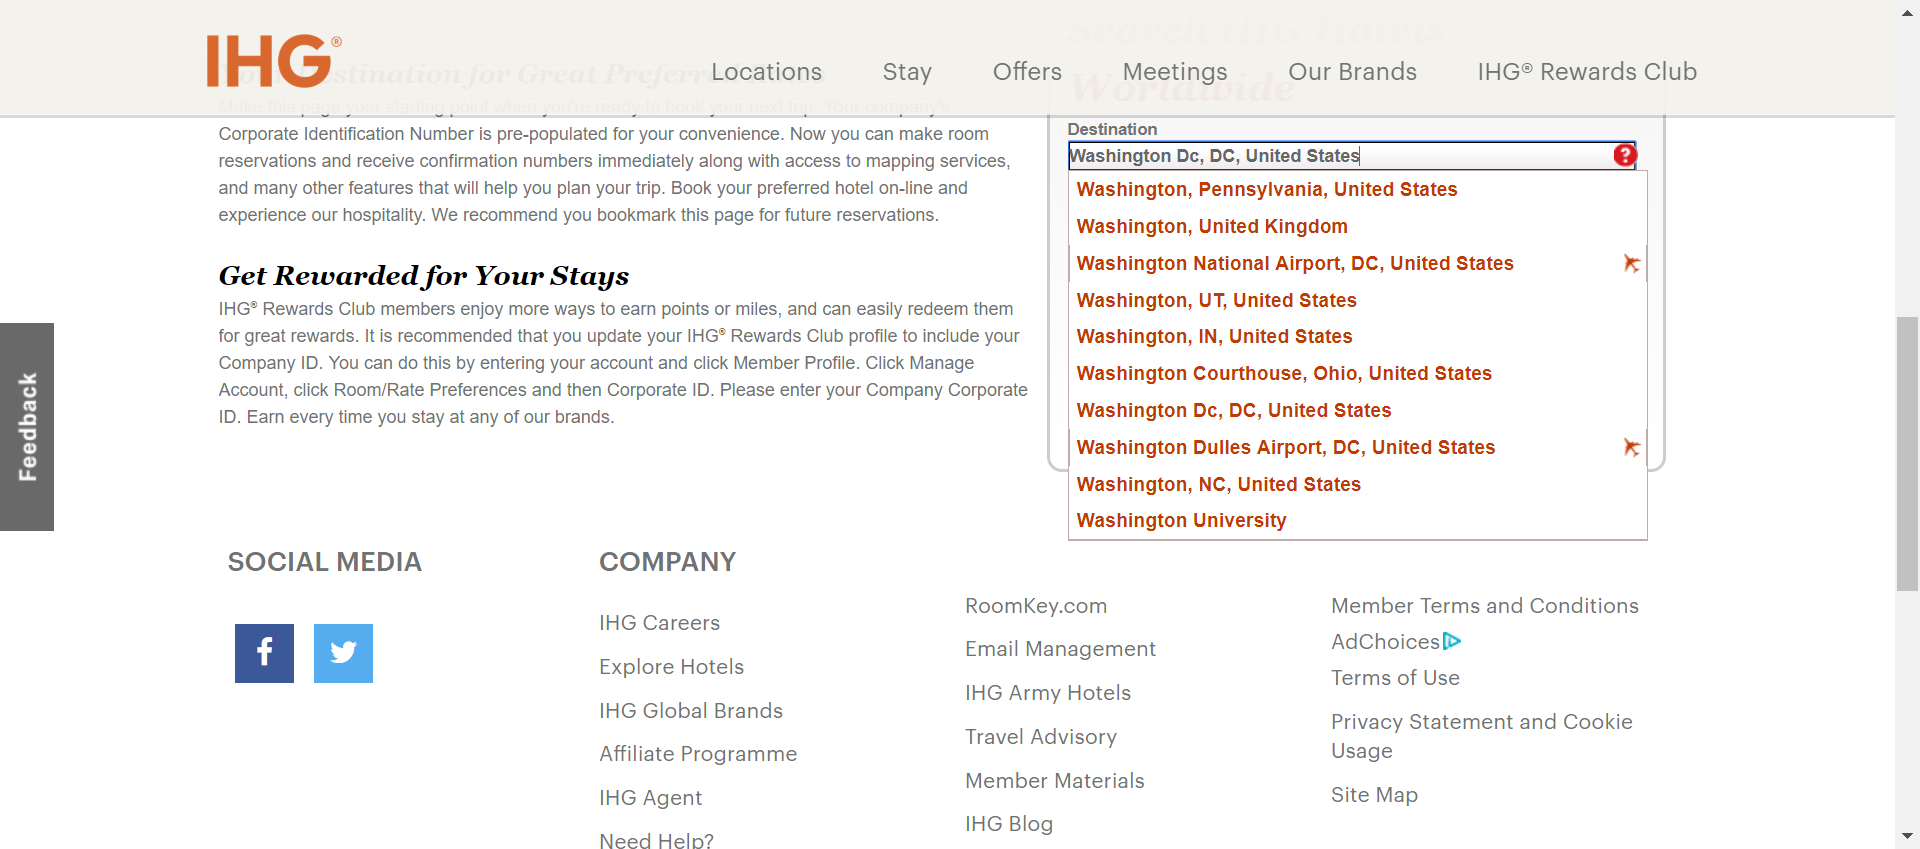 IHG®
Locations
Stay
Offers
Meetings
Our Brands
IHG® Rewards Club
Search IHG Hotels
Worldwide
Your Destination for Great Preferred
Make this page your starting point when you're ready to book your next trip. Your company's
Corporate Identification Number is pre-populated for your convenience. Now you can make room
reservations and receive confirmation numbers immediately along with access to mapping services,
and many other features that will help you plan your trip. Book your preferred hotel on-line and
experience our hospitality. We recommend you bookmark this page for future reservations.
Get Rewarded for Your Stays
IHG® Rewards Club members enjoy more ways to earn points or miles, and can easily redeem them
for great rewards. It is recommended that you update your IHG® Rewards Club profile to include your
Company ID. You can do this by entering your account and click Member Profile. Click Manage
Account, click Room/Rate Preferences and then Corporate ID. Please enter your Company Corporate
ID. Earn every time you stay at any of our brands.
Destination
Washington Dc, DC, United States
?
Washington, Pennsylvania, United States
Washington, United Kingdom
Washington National Airport, DC, United States
Washington, UT, United States
Washington, IN, United States
Washington Courthouse, Ohio, United States
Washington Dc, DC, United States
Washington Dulles Airport, DC, United States
Washington, NC, United States
Washington University
Feedback
SOCIAL MEDIA
COMPANY
IHG Careers
Explore Hotels
IHG Global Brands
Affiliate Programme
IHG Agent
Need Help?
RoomKey.com
Email Management
IHG Army Hotels
Travel Advisory
Member Materials
IHG Blog
Member Terms and Conditions
AdChoices
Terms of Use
Privacy Statement and Cookie
Usage
Site Map